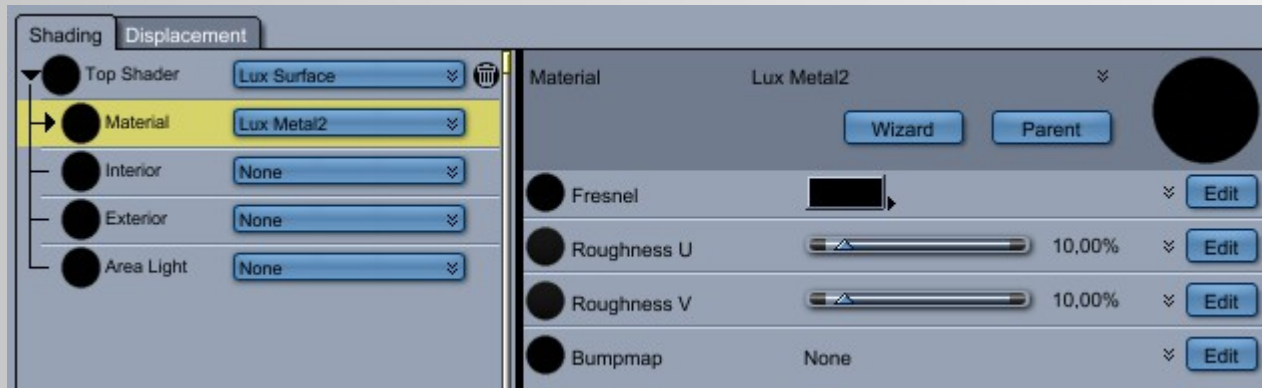 Shading Displacement
Top Shader Lux Surface
Material Lux Metal2
Interior None
Exterior None
Area Light None
Material Lux Metal2
Wizard Parent
Fresnel Edit
Roughness U 10,00% Edit
Roughness V 10,00% Edit
Bumpmap None Edit